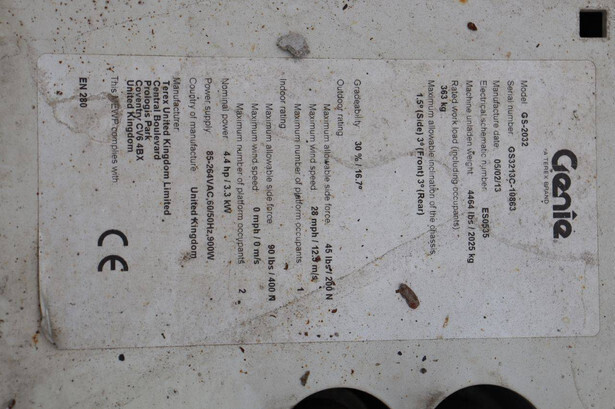 Genie
A TEREX BRAND
Model: GS-2032
Serial number: GS3213C-10863
Manufacture date: 05/02/13
Electrical schematic number: ES0535
Machine unladen weight: 4464 lbs / 2025 kg
Rated work load (including occupants):
363 kg
Maximum allowable inclination of the chassis:
1.5° (Side) 3° (Front) 3° (Rear)
Gradeability: 30 % / 16.7°
Outdoor rating
Maximum allowable side force: 45 lbs / 200 N
Maximum wind speed: 28 mph / 12.5 m/s
Maximum number of platform occupants: 1
Indoor rating
Maximum allowable side force: 90 lbs / 400 N
Maximum wind speed: 0 mph / 0 m/s
Maximum number of platform occupants: 2
Nominal power: 4.4 hp / 3.3 kW
Power supply: 85-264VAC,60/50Hz,900W
Country of manufacture: United Kingdom
Manufacturer:
Terex United Kingdom Limited
Central Boulevard
Prologis Park
Coventry CV6 4BX
United Kingdom
This MEWP complies with:
EN 280
CE